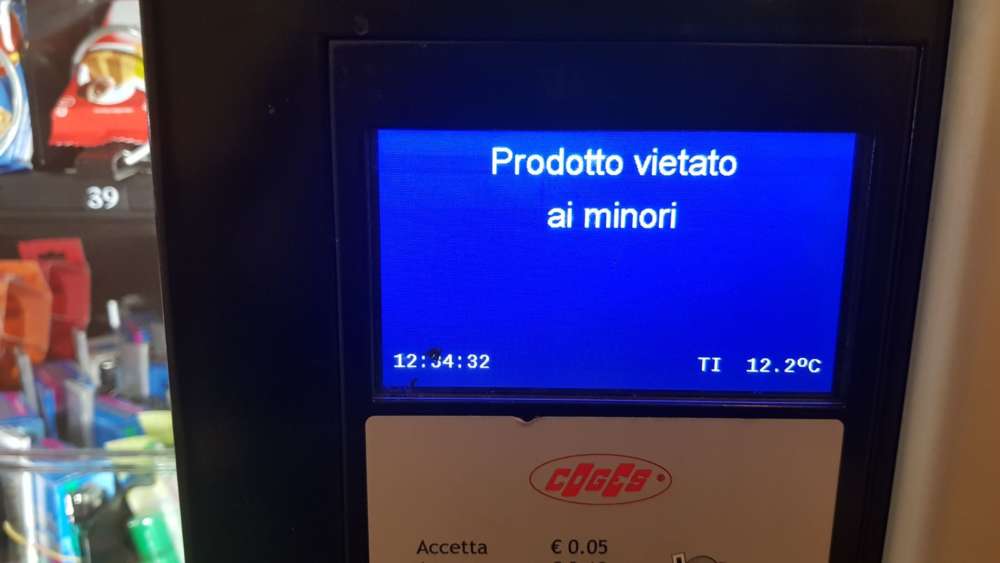 Prodotto vietato
ai minori
39
12:34:32 TI 12.2ºC
COGES
Accetta € 0.05